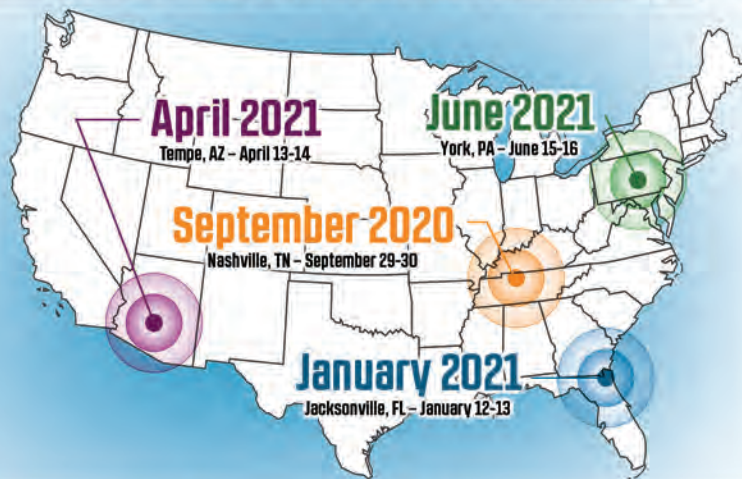 April 2021
Tempe, AZ – April 13-14
June 2021
York, PA – June 15-16
September 2020
Nashville, TN – September 29-30
January 2021
Jacksonville, FL – January 12-13